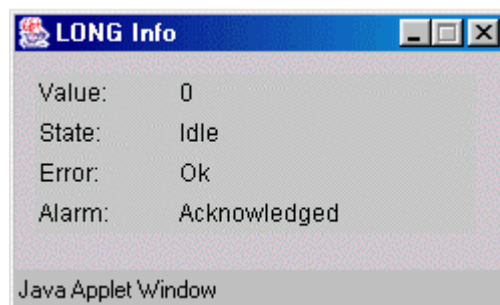 LONG Info
Value: 0
State: Idle
Error: Ok
Alarm: Acknowledged
Java Applet Window